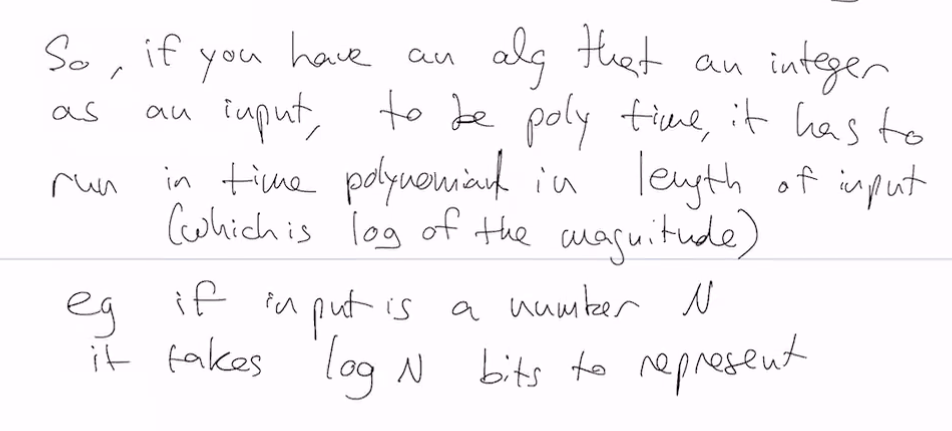 So, if you have an alg that an integer
as an input, to be poly time, it has to
run in time polynomial in length of input
(which is log of the magnitude)
eg if input is a number N
it takes log N bits to represent